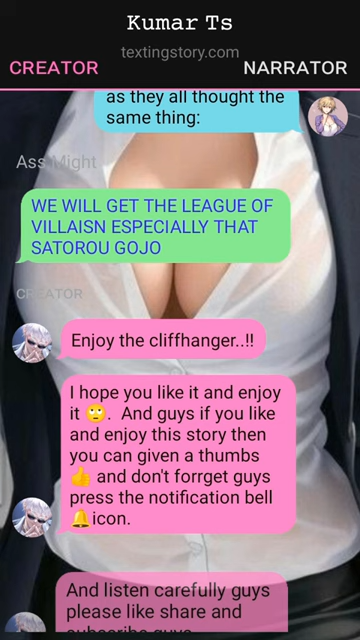 Kumar Ts
textingstory.com
CREATOR NARRATOR
as they all thought the
same thing:
Ass Might
WE WILL GET THE LEAGUE OF
VILLAISN ESPECIALLY THAT
SATOROU GOJO
CREATOR
Enjoy the cliffhanger..!!
I hope you like it and enjoy
it 🙄. And guys if you like
and enjoy this story then
you can given a thumbs
👍 and don't forrget guys
press the notification bell
🔔icon.
And listen carefully guys
please like share and
subscribe guys